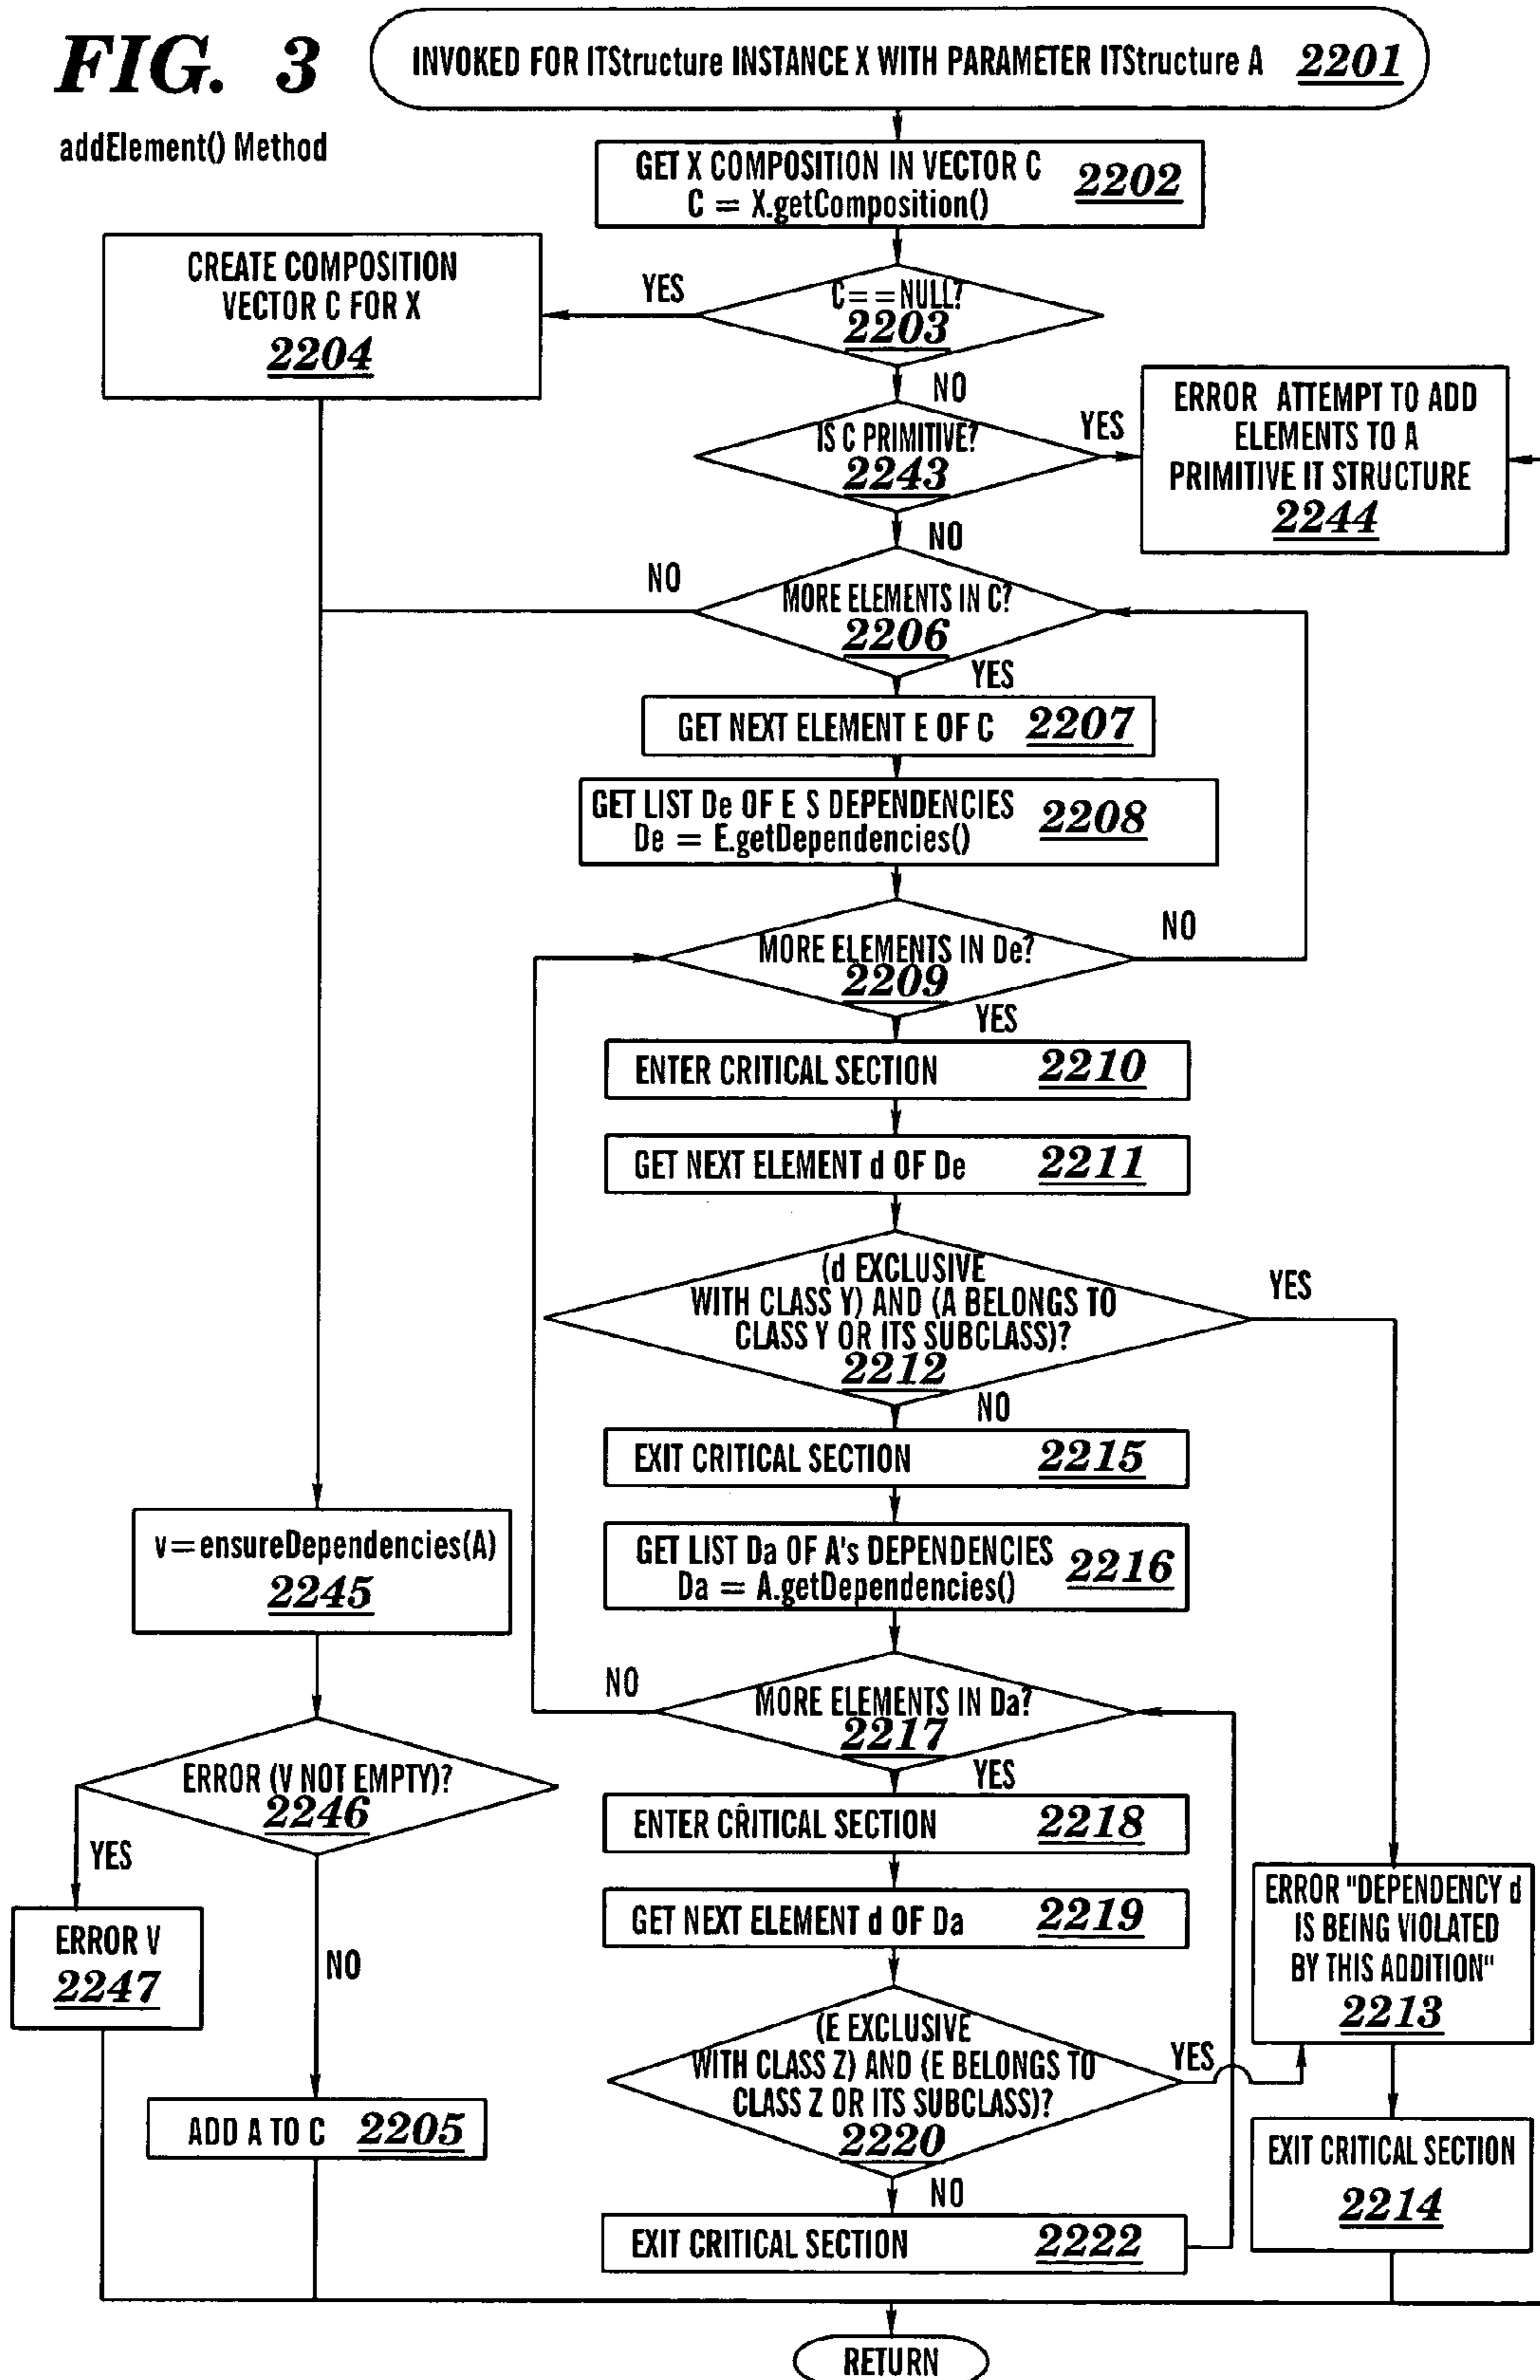 FIG. 3
addElement() Method
INVOKED FOR ITStructure INSTANCE X WITH PARAMETER ITStructure A 2201
GET X COMPOSITION IN VECTOR C
C = X.getComposition()
2202
C==NULL?
2203
YES
NO
CREATE COMPOSITION
VECTOR C FOR X
2204
IS C PRIMITIVE?
2243
YES
NO
ERROR ATTEMPT TO ADD
ELEMENTS TO A
PRIMITIVE IT STRUCTURE
2244
MORE ELEMENTS IN C?
2206
NO
YES
GET NEXT ELEMENT E OF C 2207
GET LIST De OF E S DEPENDENCIES
De = E.getDependencies()
2208
MORE ELEMENTS IN De?
2209
NO
YES
ENTER CRITICAL SECTION 2210
GET NEXT ELEMENT d OF De 2211
(d EXCLUSIVE
WITH CLASS Y) AND (A BELONGS TO
CLASS Y OR ITS SUBCLASS)?
2212
YES
NO
EXIT CRITICAL SECTION 2215
GET LIST Da OF A's DEPENDENCIES
Da = A.getDependencies()
2216
MORE ELEMENTS IN Da?
2217
NO
YES
ENTER CRITICAL SECTION 2218
GET NEXT ELEMENT d OF Da 2219
(E EXCLUSIVE
WITH CLASS Z) AND (E BELONGS TO
CLASS Z OR ITS SUBCLASS)?
2220
YES
NO
EXIT CRITICAL SECTION 2222
v=ensureDependencies(A)
2245
ERROR (V NOT EMPTY)?
2246
YES
NO
ERROR V
2247
ADD A TO C 2205
ERROR "DEPENDENCY d
IS BEING VIOLATED
BY THIS ADDITION"
2213
EXIT CRITICAL SECTION
2214
RETURN